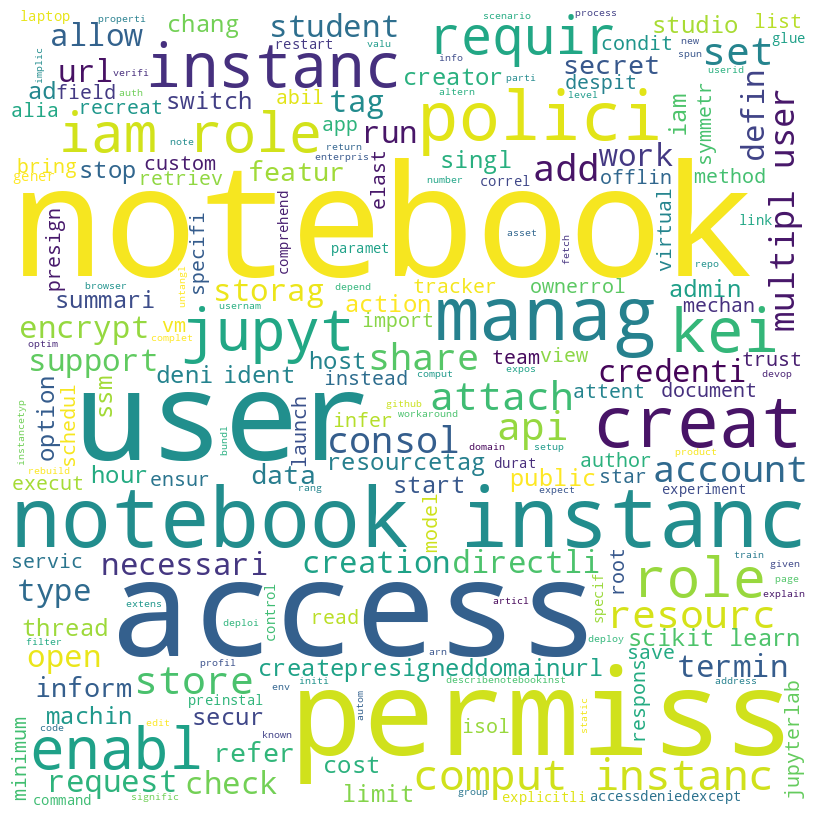 laptop
properti
scenario
process
allow
chang
student
requir
studio
list
restart
valu
info
new
condit
set
glue
implic
url
verifi
instanc
creator
secret
spun
ad
field
switch
abil
tag
parti
despit
userid
alia
recreat
auth
iam role
app
run
polici
altern
level
iam
symmetr
defin
note
return
enterpris
bring
stop
custom
featur
singl
add
work
multipl user
gener
retriev
elast
number
correl
offlin
method
presign
specifi
notebook
comprehend
paramet
asset
fetch
virtual
link
repo
browser
untangl
depend
summari
storag
usernam
action
tracker
ownerrol
admin
encrypt
vm
complet
jupyt
import
manag
kei
mechan
optim
support
deni
ident
host
share
team
view
comput
expos
credenti
trust
devop
instancetyp
option
schedul
ssm
launch
instead
attach
attent
document
user
bundl
infer
github
workaround
consol
api
creat
rebuild
domain
setup
product
execut
hour
ensur
data
resourcetag
durat
author
account
rang
start
public
star
expect
experiment
notebook instanc
model
servic
necessari
creation
directli
root
train
given
type
access
specif
role
page
explain
extens
control
articl
resourc
thread
deploi
read
scikit learn
filter
open
profil
arn
deploy
save
createpresigneddomainurl
termin
inform
store
env
initi
describenotebookinst
address
preinstal
respons
jupyterlab
machin
secur
permiss
isol
static
minimum
code
edit
known
autom
enabl
refer
cost
comput instanc
request
check
limit
command
signific
group
explicitli
accessdeniedexcept